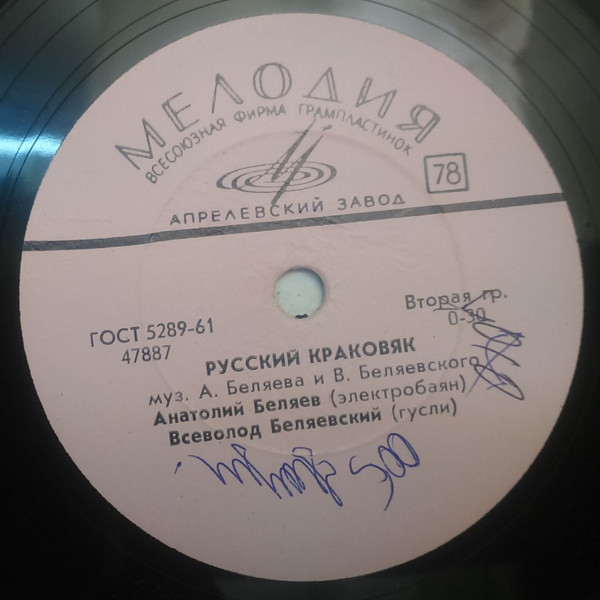 МЕЛОДИЯ
ВСЕСОЮЗНАЯ ФИРМА ГРАМПЛАСТИНОК
78
АПРЕЛЕВСКИЙ ЗАВОД
Вторая гр.
0-30
ГОСТ 5289-61
47887
РУССКИЙ КРАКОВЯК
муз. А. Беляева и В. Беляевского
Анатолий Беляев (электробаян)
Всеволод Беляевский (гусли)